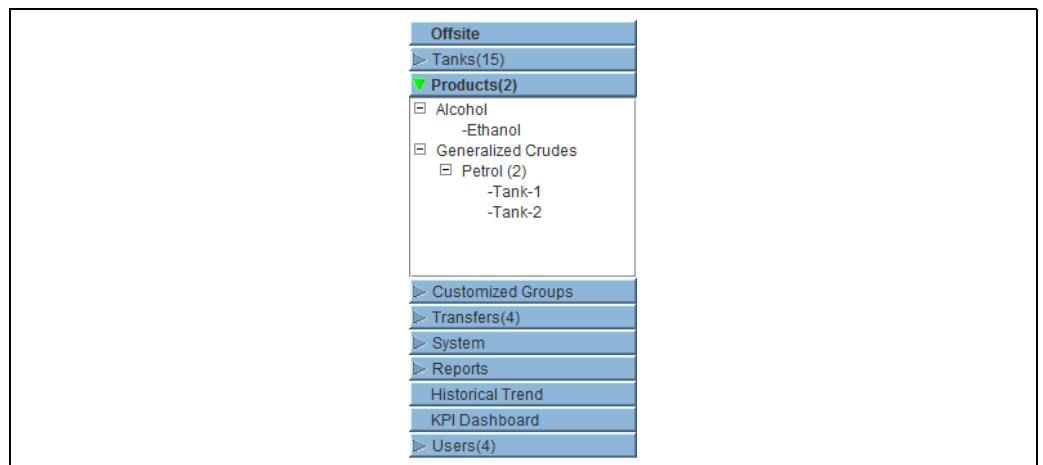 Offsite
Tanks(15)
Products(2)
Alcohol
-Ethanol
Generalized Crudes
Petrol (2)
-Tank-1
-Tank-2
Customized Groups
Transfers(4)
System
Reports
Historical Trend
KPI Dashboard
Users(4)